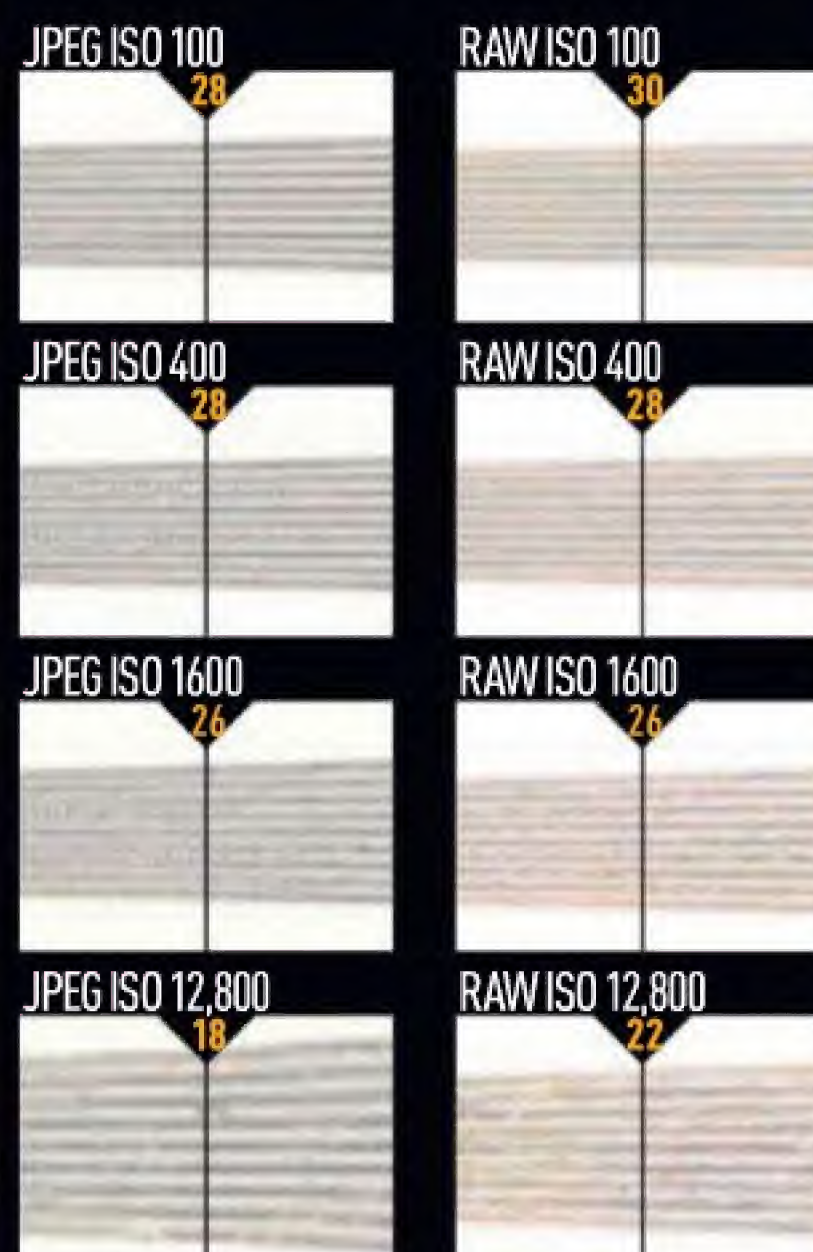 JPEG ISO 100
28
RAW ISO 100
30
JPEG ISO 400
28
RAW ISO 400
28
JPEG ISO 1600
26
RAW ISO 1600
26
JPEG ISO 12,800
18
RAW ISO 12,800
22